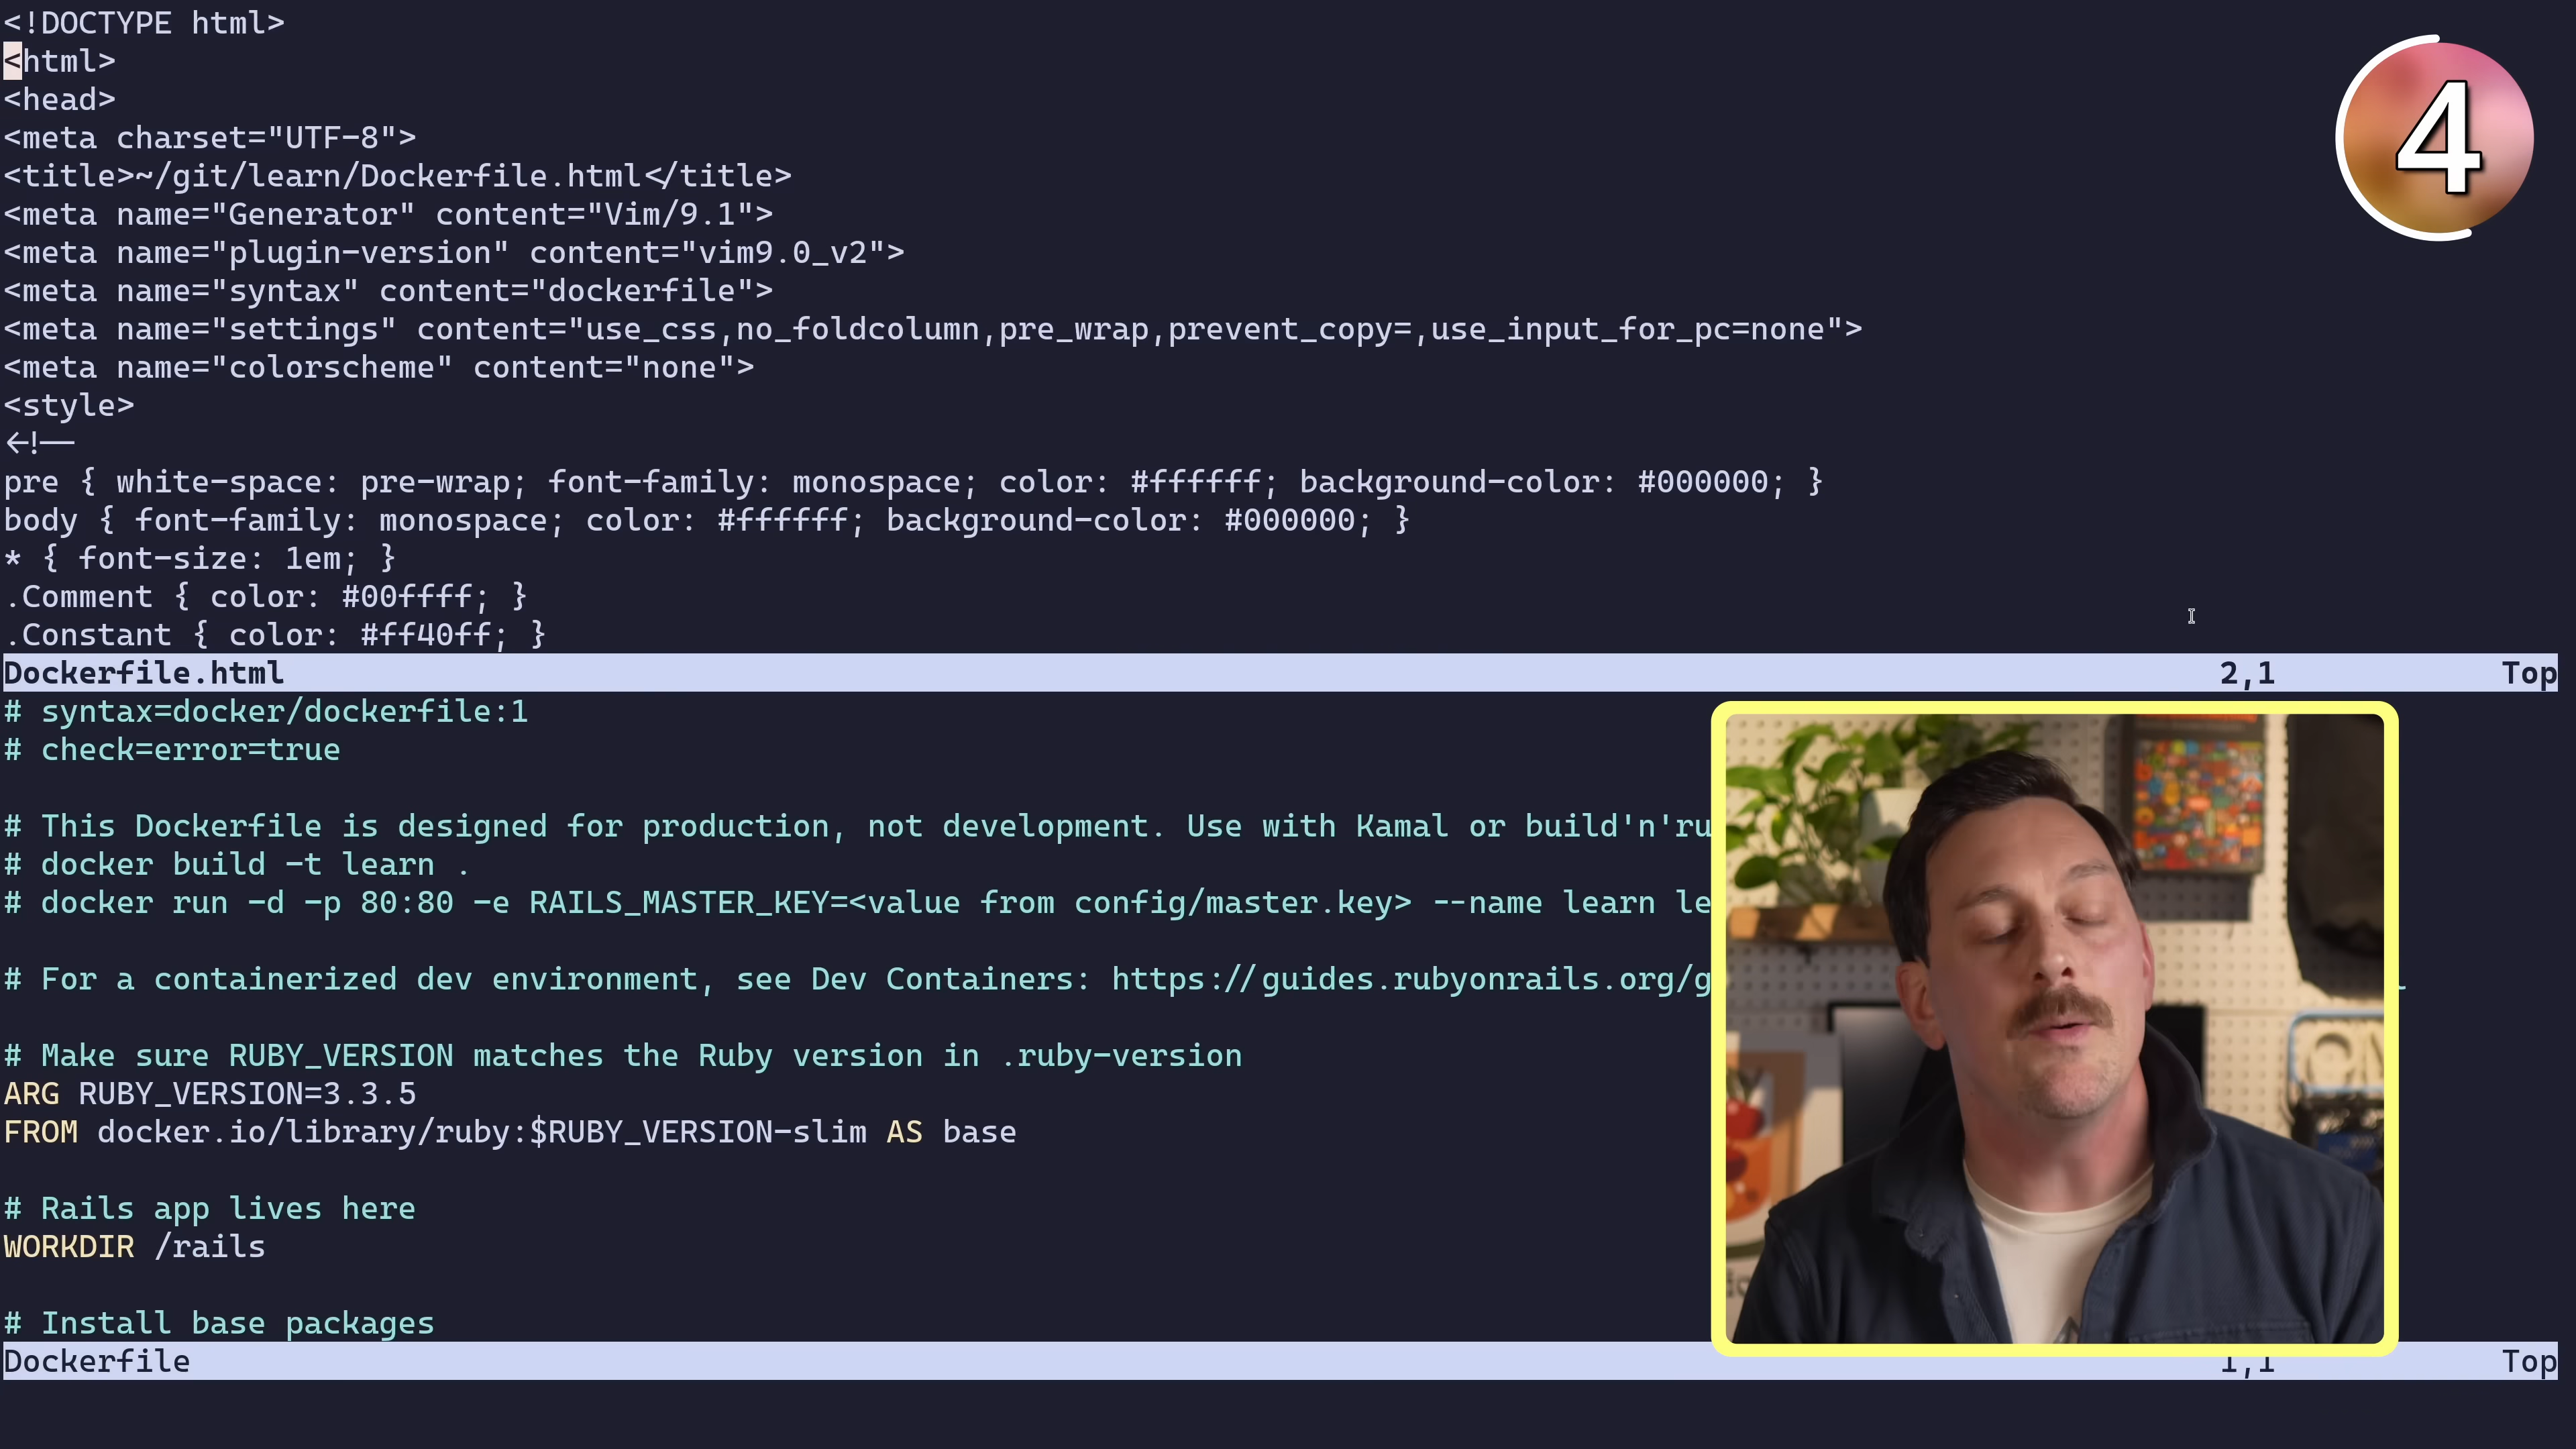 <!DOCTYPE html>
<html>
<head>
<meta charset="UTF-8">
<title>~/git/learn/Dockerfile.html</title>
<meta name="Generator" content="Vim/9.1">
<meta name="plugin-version" content="vim9.0_v2">
<meta name="syntax" content="dockerfile">
<meta name="settings" content="use_css,no_foldcolumn,pre_wrap,prevent_copy=,use_input_for_pc=none">
<meta name="colorscheme" content="none">
<style>
<!--
pre { white-space: pre-wrap; font-family: monospace; color: #ffffff; background-color: #000000; }
body { font-family: monospace; color: #ffffff; background-color: #000000; }
* { font-size: 1em; }
.Comment { color: #00ffff; }
.Constant { color: #ff40ff; }
4
Dockerfile.html 2,1 Top
# syntax=docker/dockerfile:1
# check=error=true
# This Dockerfile is designed for production, not development. Use with Kamal or build'n'ru
# docker build -t learn .
# docker run -d -p 80:80 -e RAILS_MASTER_KEY=<value from config/master.key> --name learn le
# For a containerized dev environment, see Dev Containers: https://guides.rubyonrails.org/g
# Make sure RUBY_VERSION matches the Ruby version in .ruby-version
ARG RUBY_VERSION=3.3.5
FROM docker.io/library/ruby:$RUBY_VERSION-slim AS base
# Rails app lives here
WORKDIR /rails
# Install base packages
Dockerfile 1,1 Top